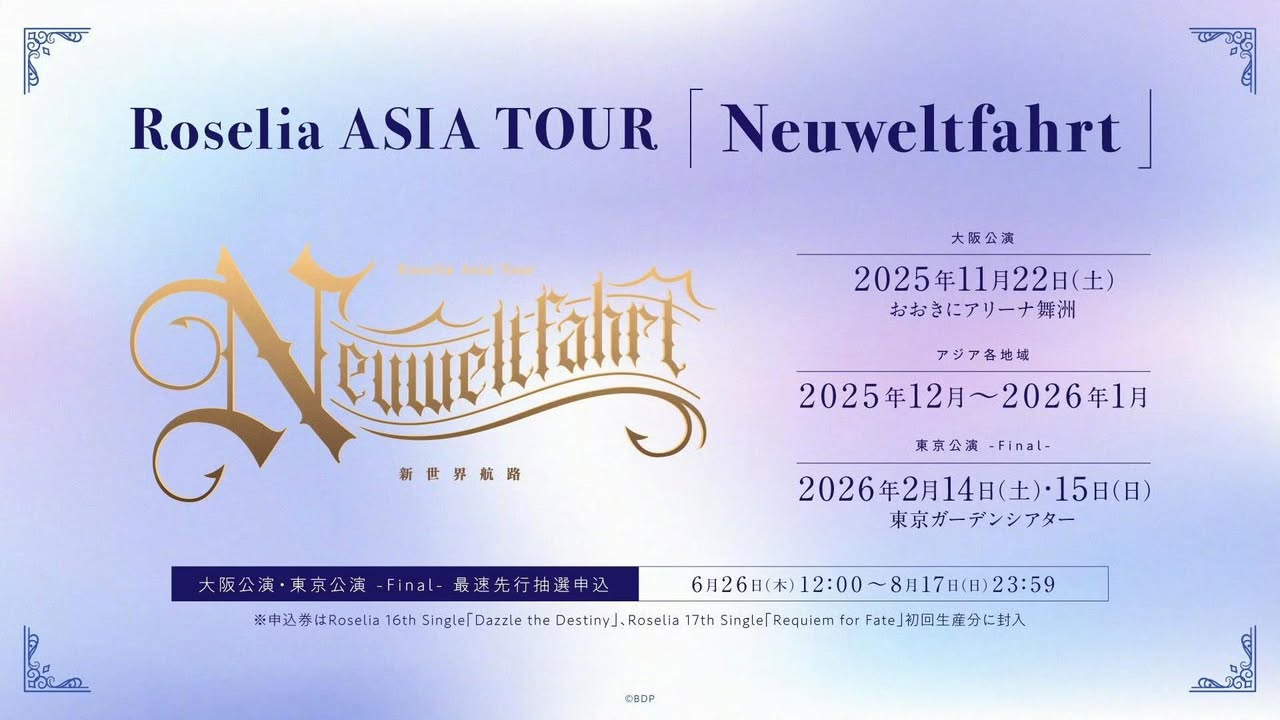 Roselia ASIA TOUR「Neuweltfahrt」
Roselia Asia Tour
Neuweltfahrt
新世界航路
大阪公演
2025年11月22日(土)
おおきにアリーナ舞洲
アジア各地域
2025年12月～2026年1月
東京公演 -Final-
2026年2月14日(土)・15日(日)
東京ガーデンシアター
大阪公演・東京公演 -Final- 最速先行抽選申込 6月26日(木)12:00～8月17日(日)23:59
※申込券はRoselia 16th Single「Dazzle the Destiny」、Roselia 17th Single「Requiem for Fate」初回生産分に封入
©BDP